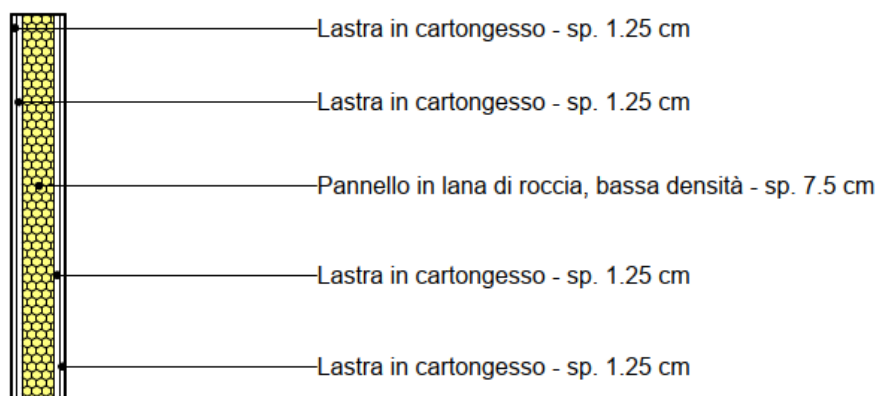 Lastra in cartongesso - sp. 1.25 cm
Lastra in cartongesso - sp. 1.25 cm
Pannello in lana di roccia, bassa densità - sp. 7.5 cm
Lastra in cartongesso - sp. 1.25 cm
Lastra in cartongesso - sp. 1.25 cm